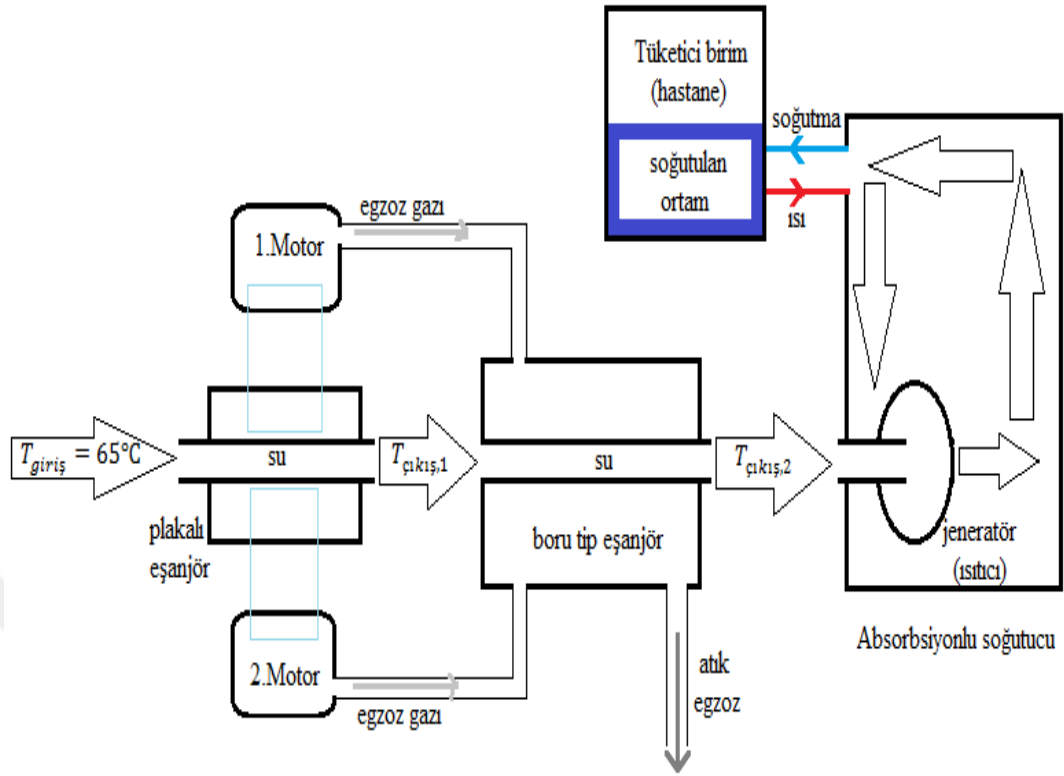 Tüketici birim
(hastane)
soğutma
soğutulan
ortam
ısı
egzoz gazı
1.Motor
T_giriş = 65°C
su
T_çıkış,1
su
T_çıkış,2
plakalı
eşanjör
boru tip eşanjör
jeneratör
(ısıtıcı)
Absorbsiyonlu soğutucu
2.Motor
egzoz gazı
atık
egzoz